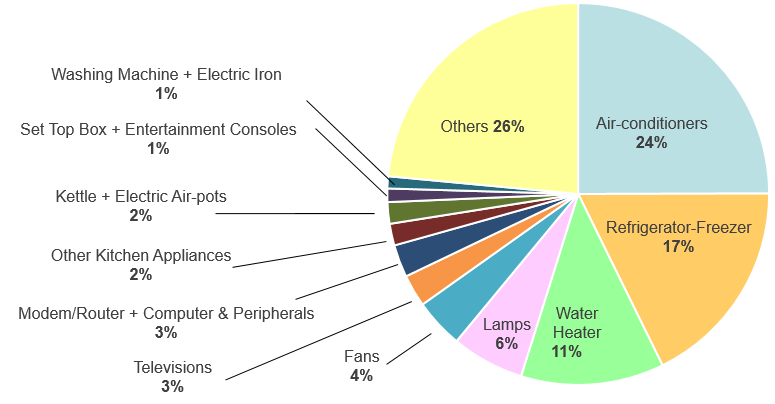 Washing Machine + Electric Iron
1%
Set Top Box + Entertainment Consoles
1%
Kettle + Electric Air-pots
2%
Other Kitchen Appliances
2%
Modem/Router + Computer & Peripherals
3%
Televisions
3%
Fans
4%
Lamps
6%
Water
Heater
11%
Refrigerator-Freezer
17%
Air-conditioners
24%
Others 26%